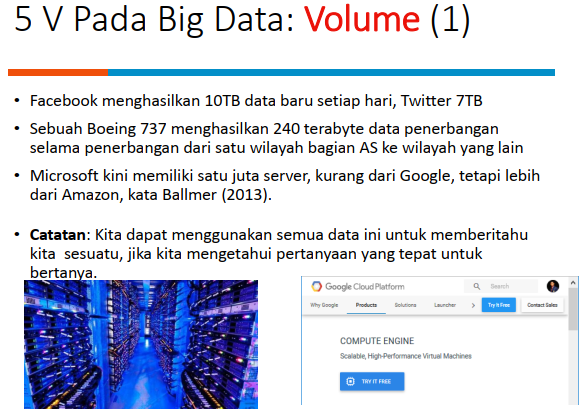 5 V Pada Big Data: Volume (1)
• Facebook menghasilkan 10TB data baru setiap hari, Twitter 7TB
• Sebuah Boeing 737 menghasilkan 240 terabyte data penerbangan
selama penerbangan dari satu wilayah bagian AS ke wilayah yang lain
• Microsoft kini memiliki satu juta server, kurang dari Google, tetapi lebih
dari Amazon, kata Ballmer (2013).
• Catatan: Kita dapat menggunakan semua data ini untuk memberitahu
kita sesuatu, jika kita mengetahui pertanyaan yang tepat untuk
bertanya.
Google Cloud Platform Search
Why Google Products Solutions Launcher > Try It Free Contact Sales
COMPUTE ENGINE
Scalable, High-Performance Virtual Machines
TRY IT FREE